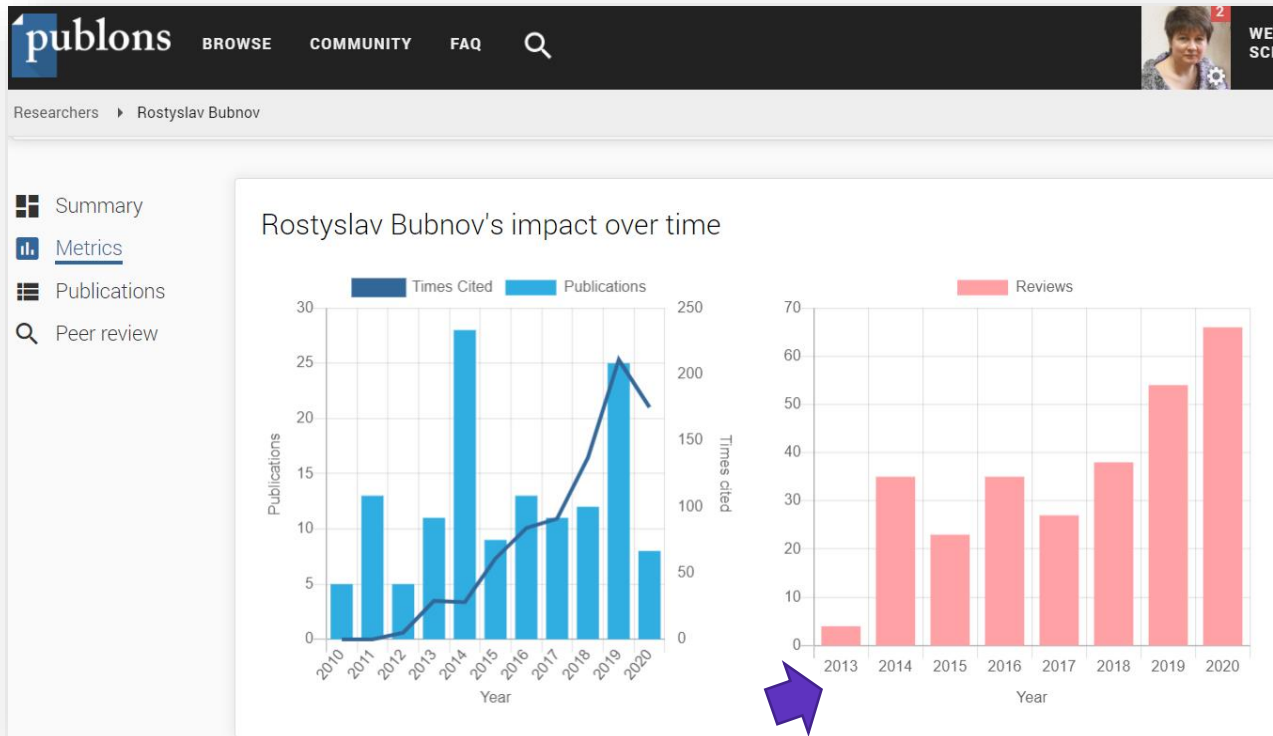 publons BROWSE COMMUNITY FAQ
2
WE
SCI
Researchers Rostyslav Bubnov
Summary
Metrics
Publications
Peer review
Rostyslav Bubnov's impact over time
Times Cited Publications
30
25
20
15
10
5
0
Publications
250
200
150
100
50
0
Times cited
2010 2011 2012 2013 2014 2015 2016 2017 2018 2019 2020
Year
Reviews
70
60
50
40
30
20
10
0
2013 2014 2015 2016 2017 2018 2019 2020
Year